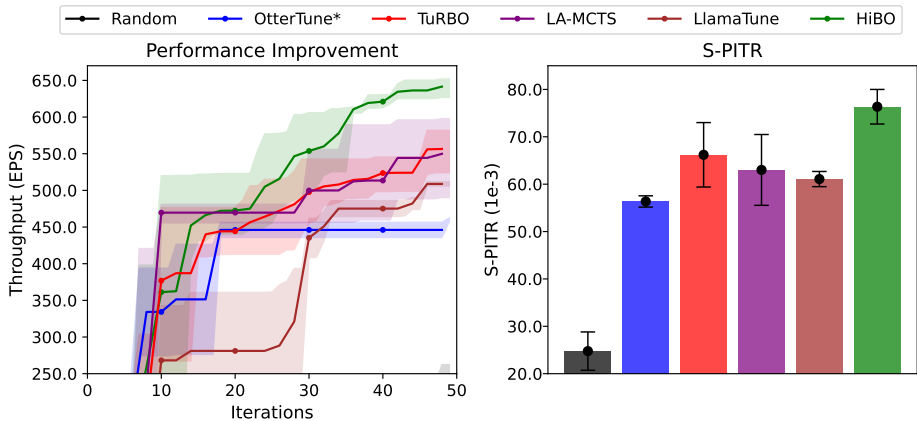 Random OtterTune* TuRBO LA-MCTS LlamaTune HiBO
Performance Improvement
Throughput (EPS)
650.0
600.0
550.0
500.0
450.0
400.0
350.0
300.0
250.0
0 10 20 30 40 50
Iterations
S-PITR
S-PITR (1e-3)
80.0
70.0
60.0
50.0
40.0
30.0
20.0